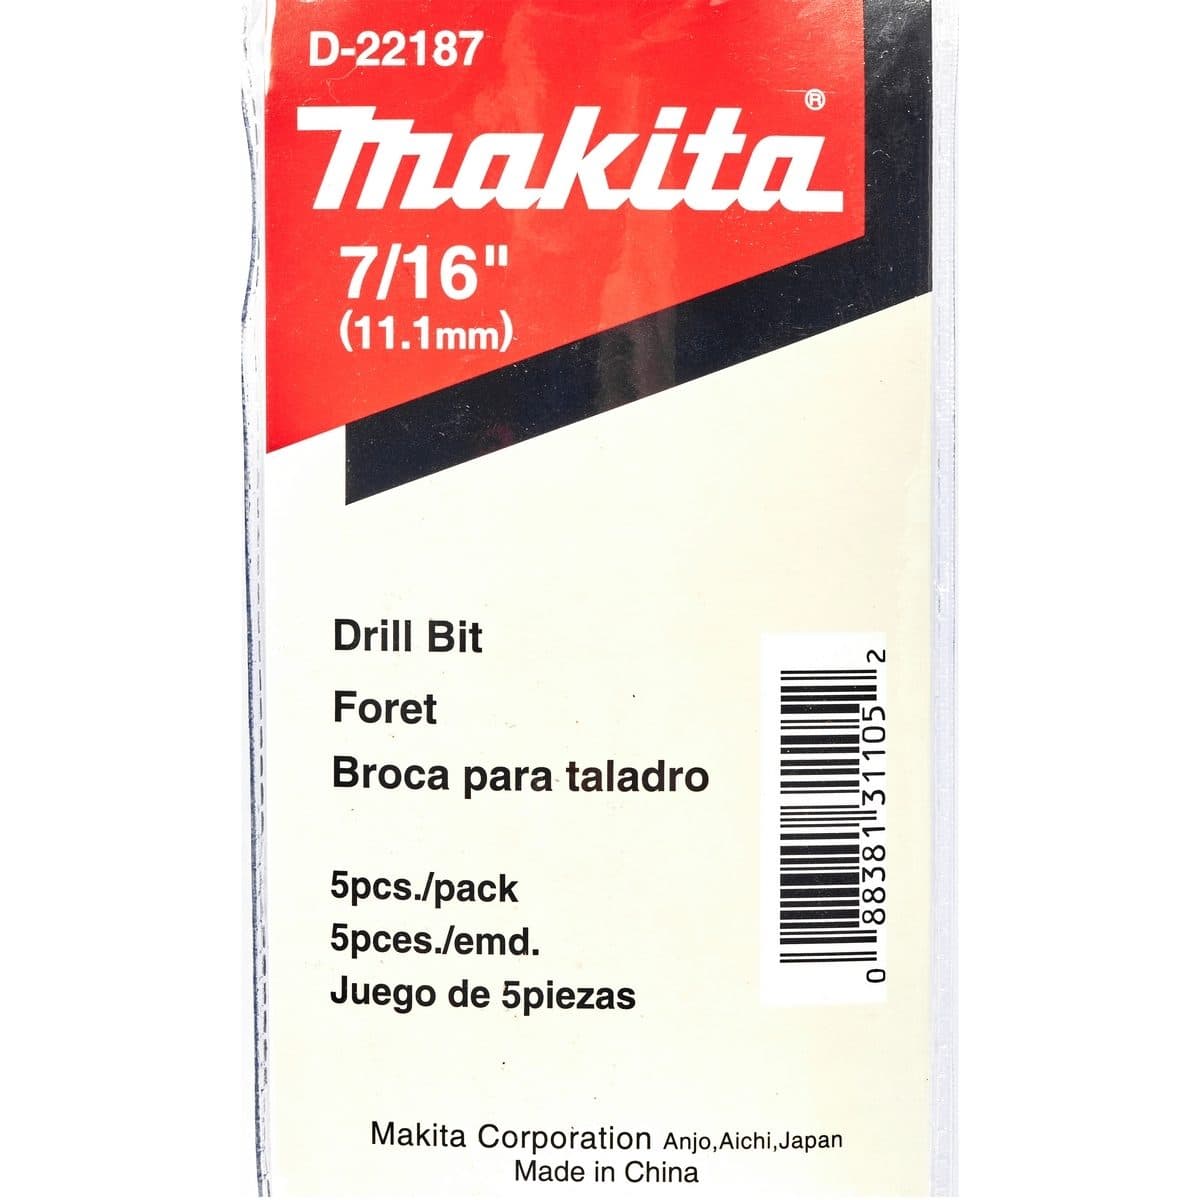 D-22187
makita®
7/16"
(11.1mm)
Drill Bit
Foret
Broca para taladro
5pcs./pack
5pces./emd.
Juego de 5piezas
0 88381 31105 2
Makita Corporation Anjo,Aichi,Japan
Made in China